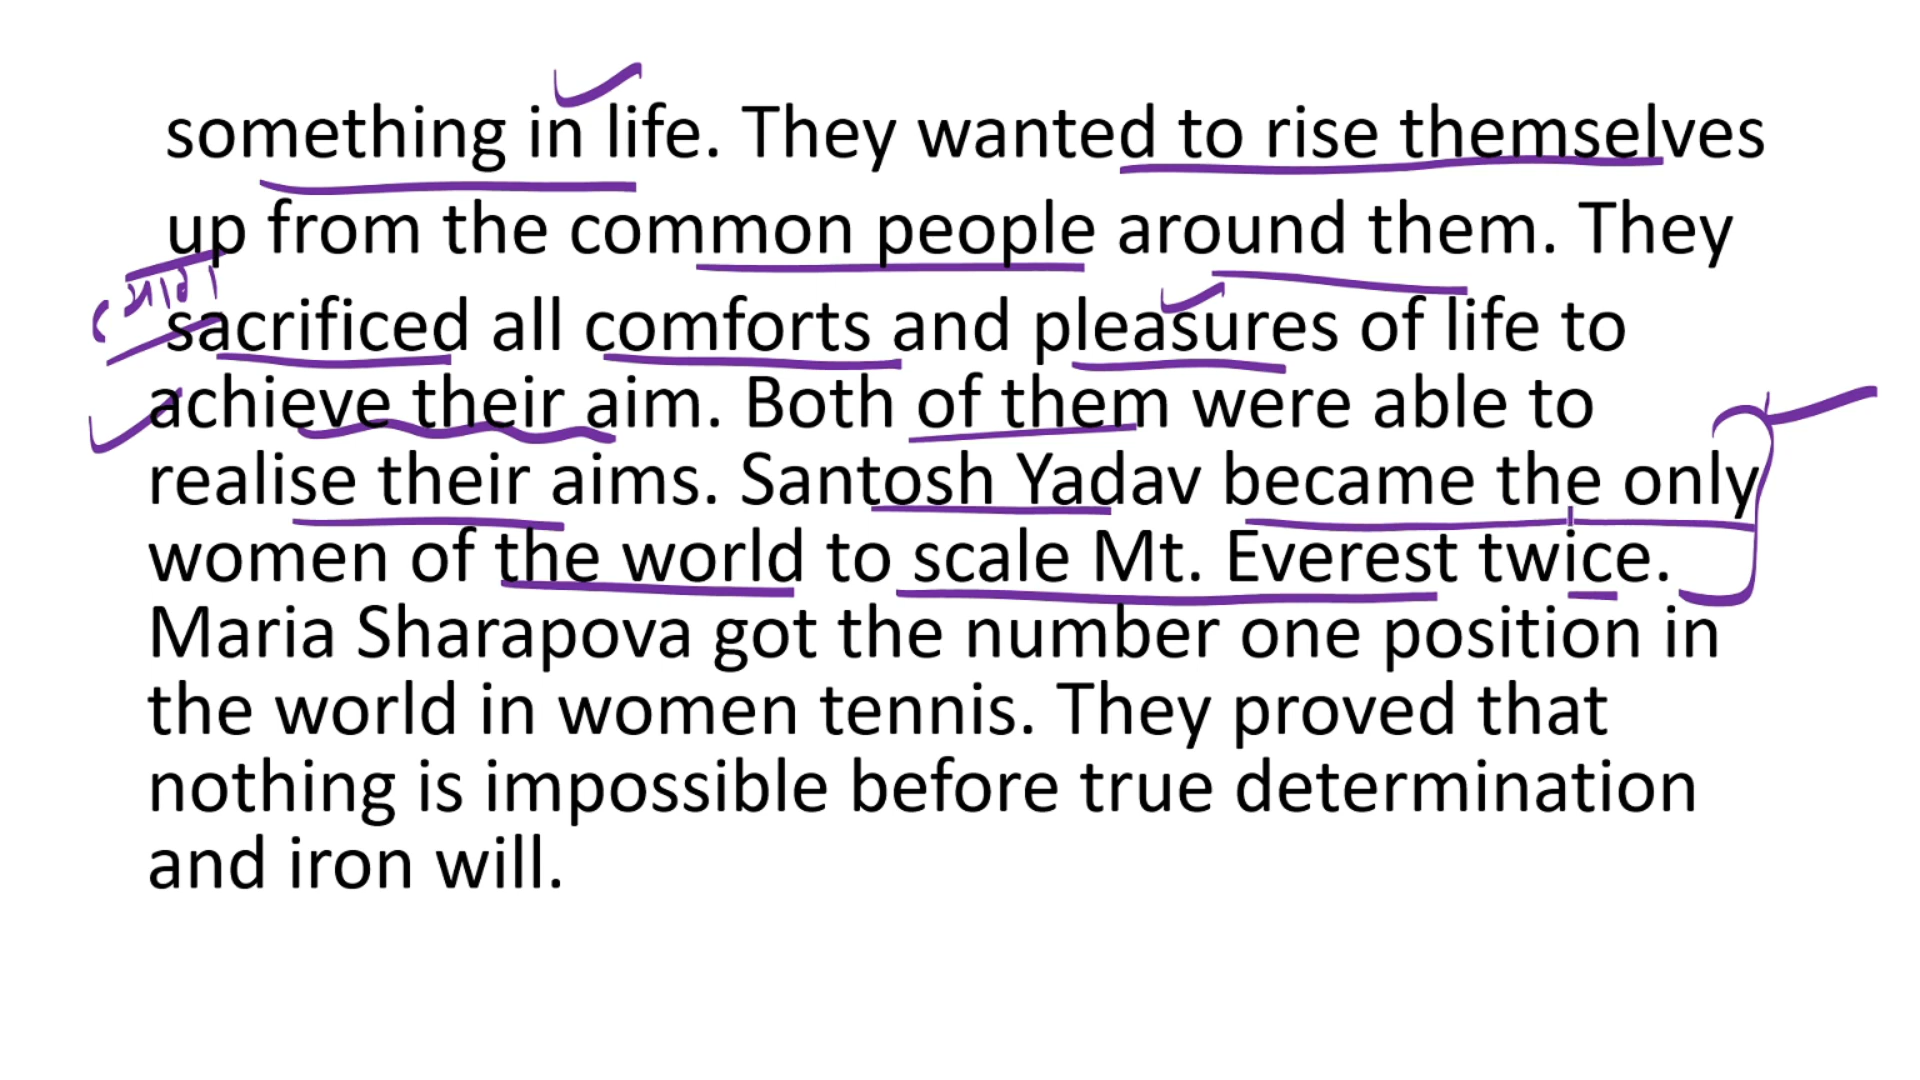 something in life. They wanted to rise themselves
up from the common people around them. They
sacrificed all comforts and pleasures of life to
achieve their aim. Both of them were able to
realise their aims. Santosh Yadav became the only
women of the world to scale Mt. Everest twice.
Maria Sharapova got the number one position in
the world in women tennis. They proved that
nothing is impossible before true determination
and iron will.